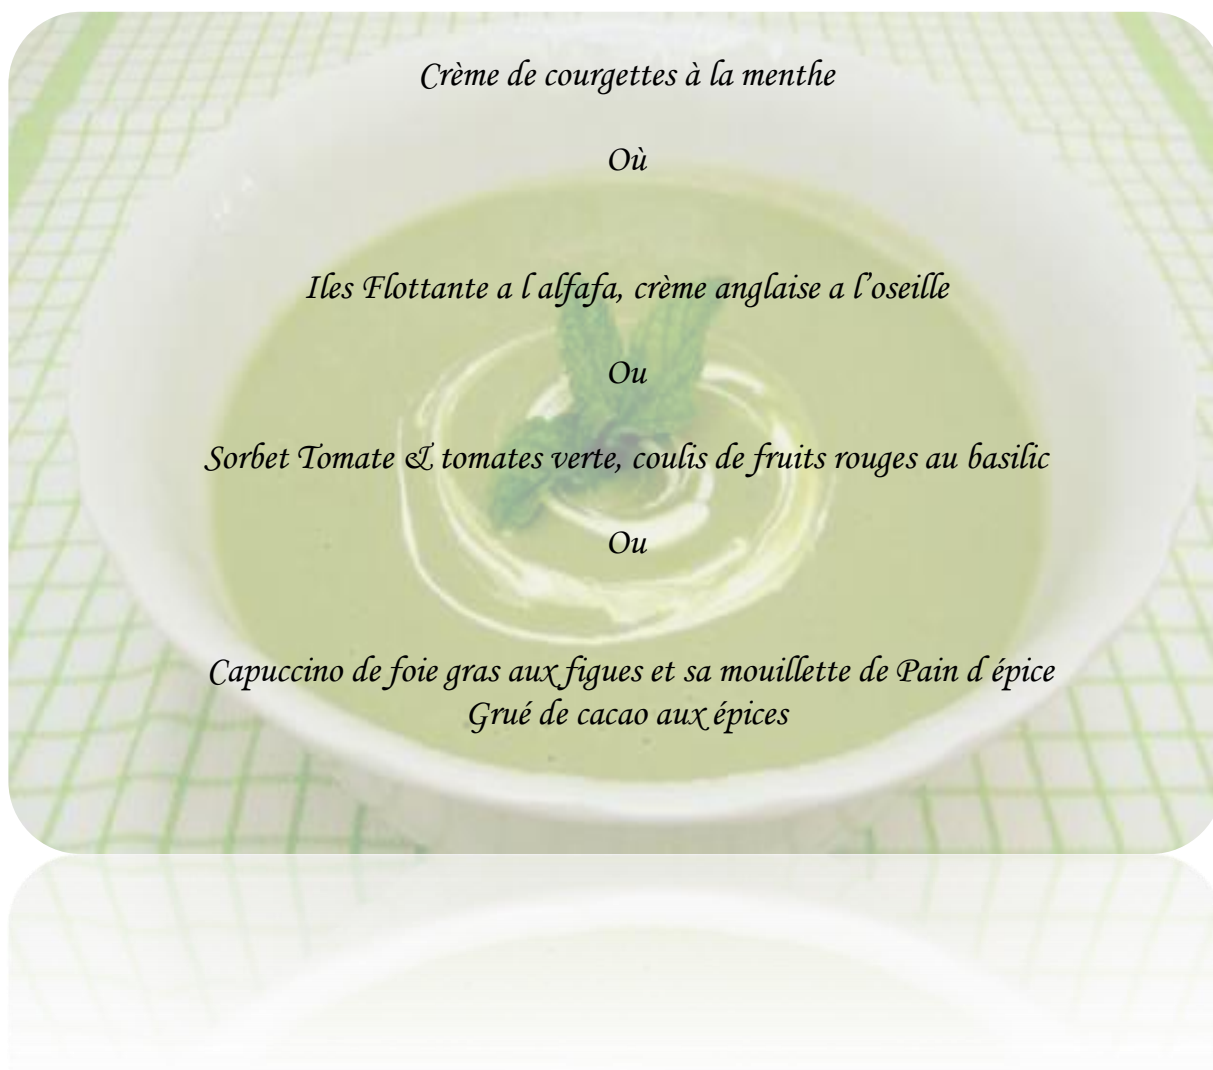 Crème de courgettes à la menthe
Où
Iles Flottante a l alfafa, crème anglaise a l’oseille
Ou
Sorbet Tomate & tomates verte, coulis de fruits rouges au basilic
Ou
Capuccino de foie gras aux figues et sa mouillette de Pain d épice
Grué de cacao aux épices